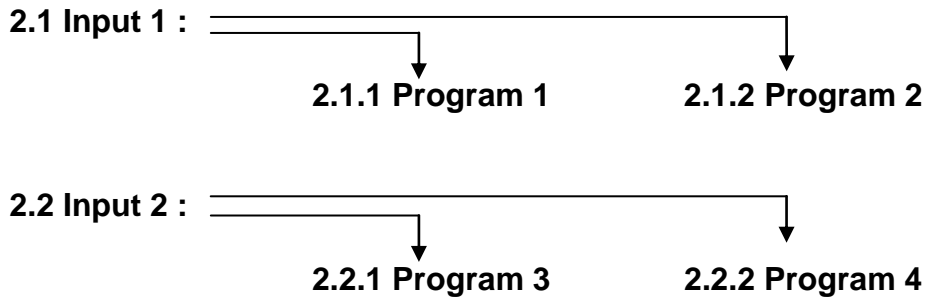 2.1 Input 1 :
2.1.1 Program 1 2.1.2 Program 2
2.2 Input 2 :
2.2.1 Program 3 2.2.2 Program 4